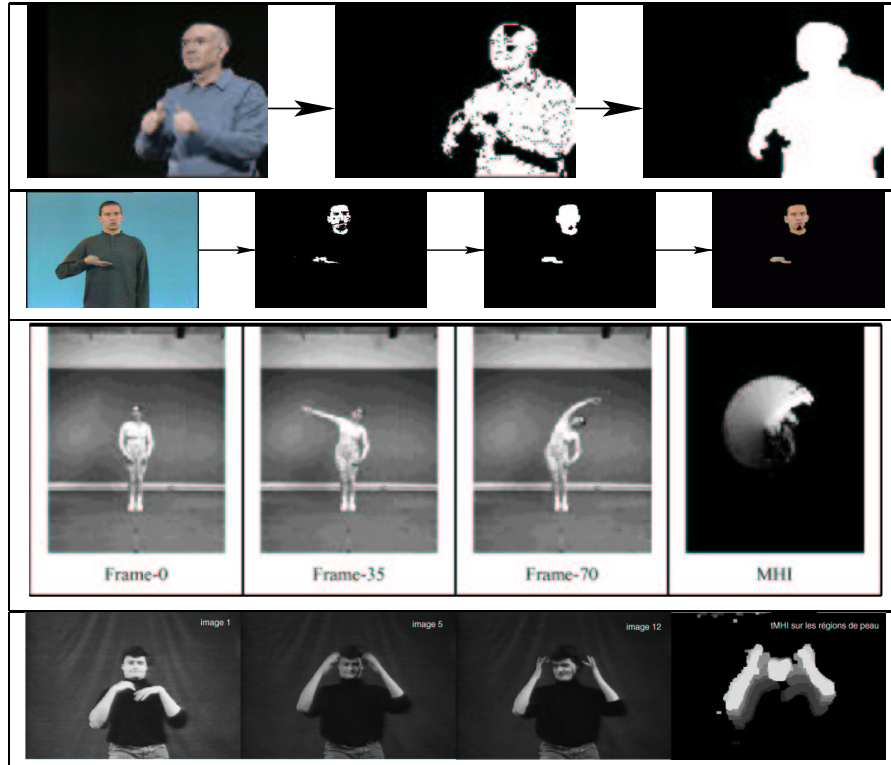 Frame-0
Frame-35
Frame-70
MHI
image 1
image 5
image 12
tMHI sur les régions de peau